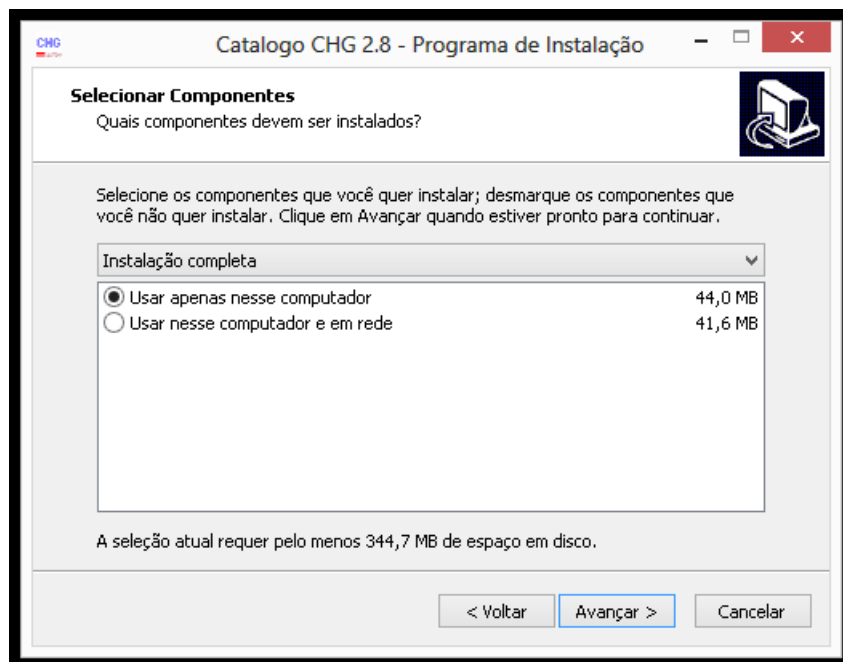 CHG
Catalogo CHG 2.8 - Programa de Instalação
Selecionar Componentes
Quais componentes devem ser instalados?
Selecione os componentes que você quer instalar; desmarque os componentes que
você não quer instalar. Clique em Avançar quando estiver pronto para continuar.
Instalação completa
Usar apenas nesse computador 44,0 MB
Usar nesse computador e em rede 41,6 MB
A seleção atual requer pelo menos 344,7 MB de espaço em disco.
< Voltar Avançar > Cancelar